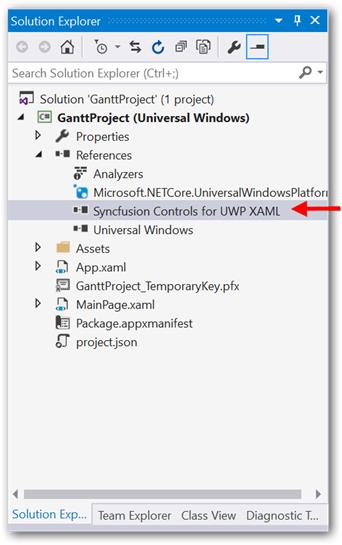 Solution Explorer
Search Solution Explorer (Ctrl+;)
Solution 'GanttProject' (1 project)
C# GanttProject (Universal Windows)
Properties
References
Analyzers
Microsoft.NETCore.UniversalWindowsPlatforn
Syncfusion Controls for UWP XAML
Universal Windows
Assets
App.xaml
GanttProject_TemporaryKey.pfx
MainPage.xaml
Package.appxmanifest
project.json
Solution Exp... Team Explorer Class View Diagnostic T...